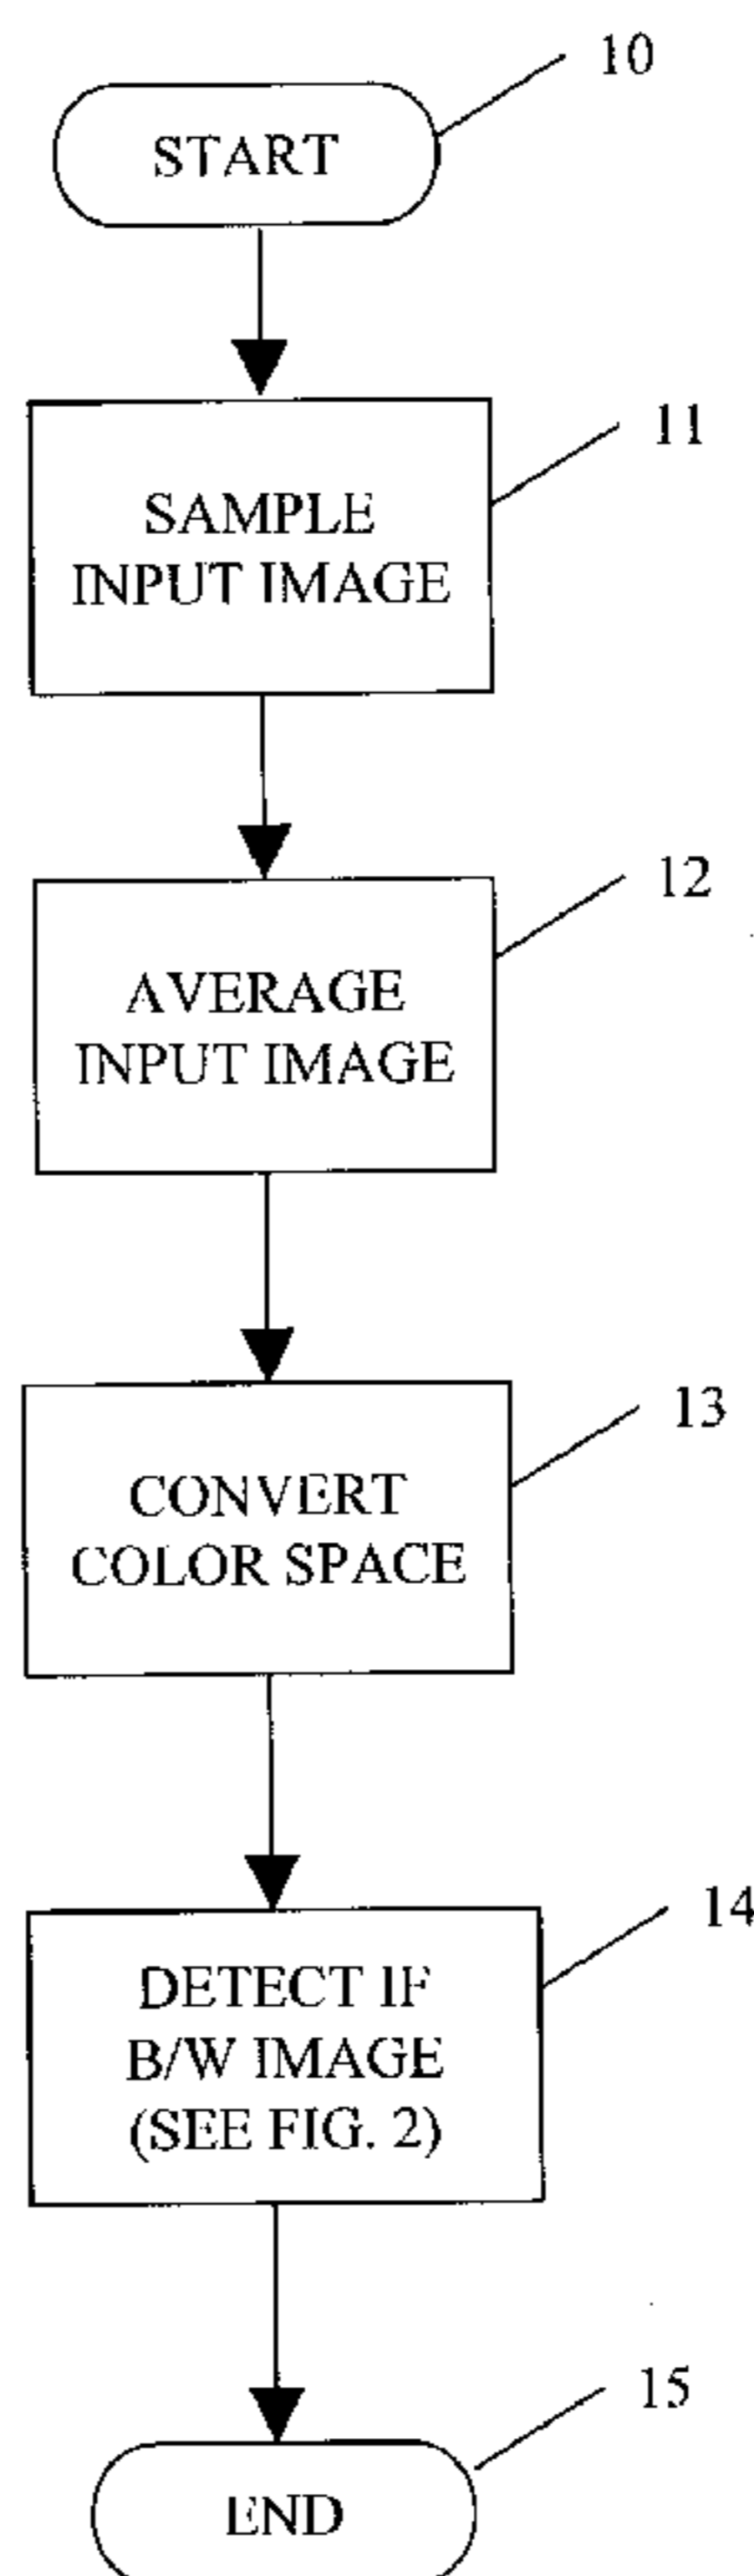 10
START
11
SAMPLE
INPUT IMAGE
12
AVERAGE
INPUT IMAGE
13
CONVERT
COLOR SPACE
14
DETECT IF
B/W IMAGE
(SEE FIG. 2)
15
END